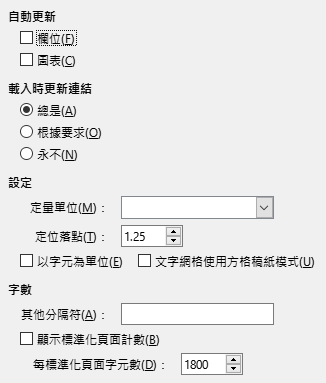 自動更新
欄位(F)
圖表(C)
載入時更新連結
總是(A)
根據要求(O)
永不(N)
設定
定量單位(M)：
定位落點(T)： 1.25
以字元為單位(E) 文字網格使用方格稿紙模式(U)
字數
其他分隔符(A)：
顯示標準化頁面計數(B)
每標準化頁面字元數(D)： 1800